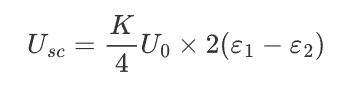 $U_{sc} = \frac{K}{4} U_0 \times 2(\varepsilon_1 - \varepsilon_2)$